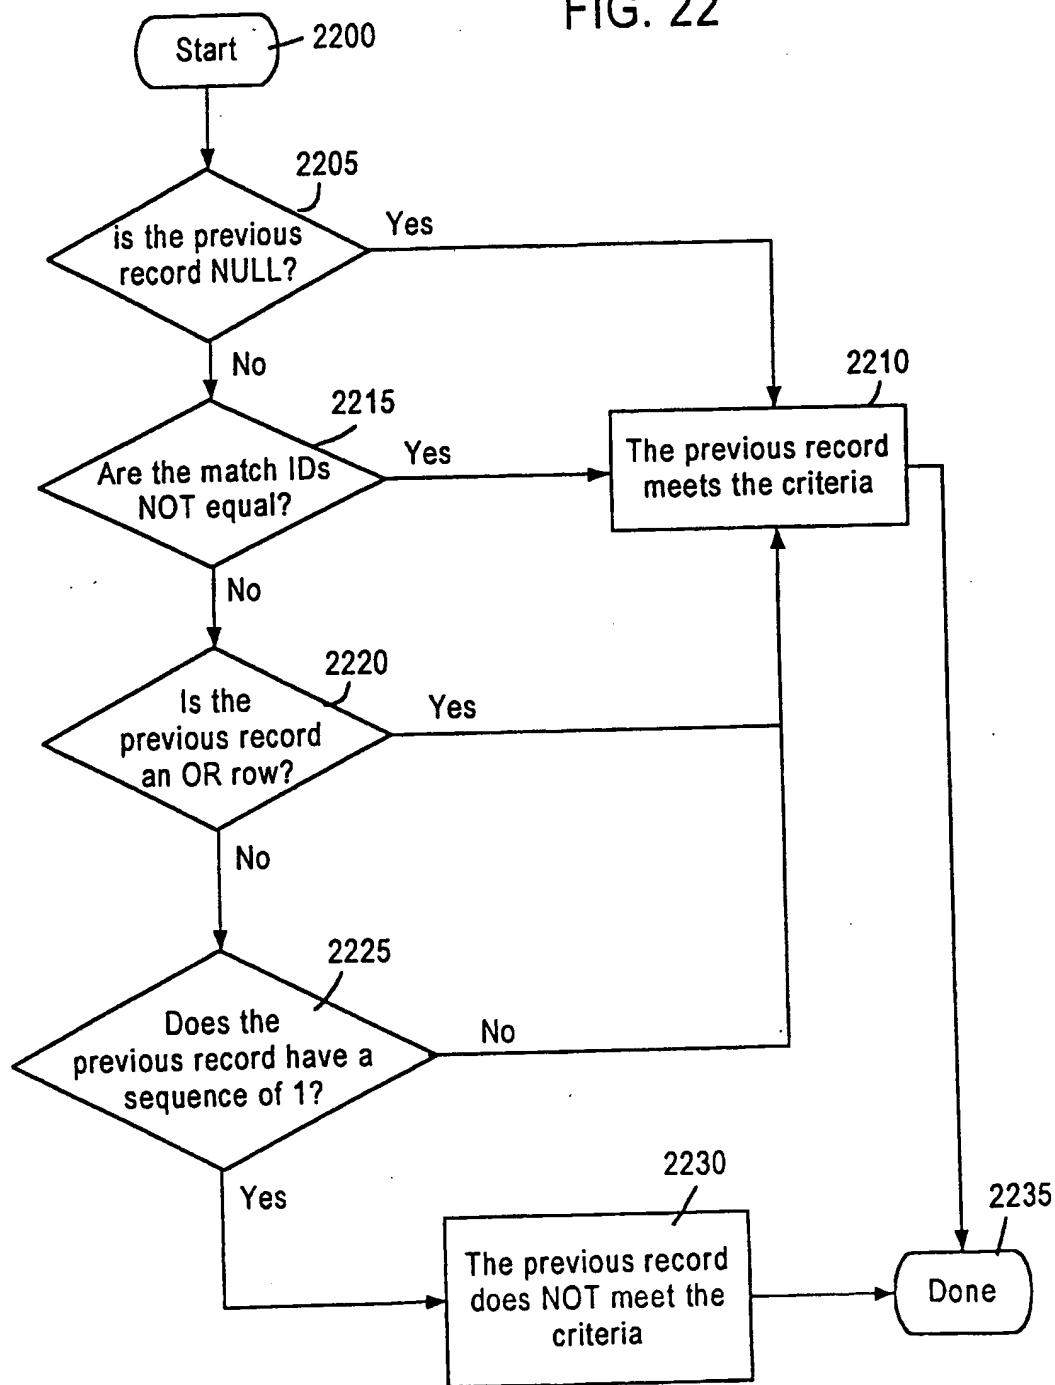 FIG. 22
Start
2200
2205
is the previous
record NULL?
Yes
No
2210
2215
Are the match IDs
NOT equal?
Yes
The previous record
meets the criteria
No
2220
Is the
previous record
an OR row?
Yes
No
2225
Does the
previous record have a
sequence of 1?
No
Yes
2230
The previous record
does NOT meet the
criteria
2235
Done